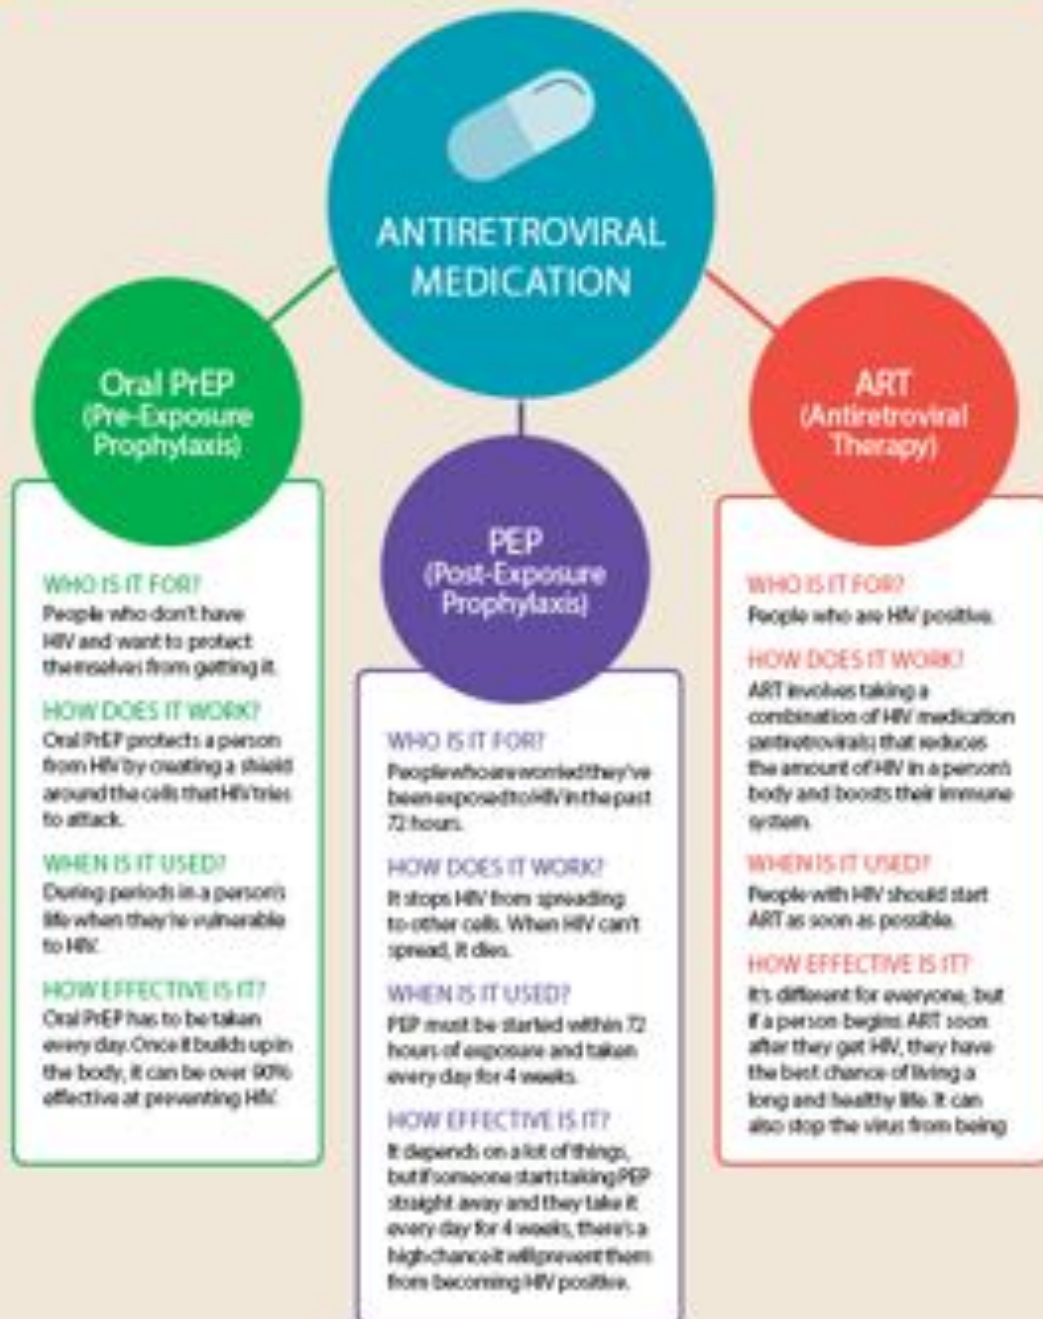 ANTIRETROVIRAL
MEDICATION
Oral PrEP
(Pre-Exposure
Prophylaxis)
WHO IS IT FOR?
People who don't have
HIV and want to protect
themselves from getting it.
HOW DOES IT WORK?
Oral PrEP protects a person
from HIV by creating a shield
around the cells that HIV tries
to attack.
WHEN IS IT USED?
During periods in a person's
life when they're vulnerable
to HIV.
HOW EFFECTIVE IS IT?
Oral PrEP has to be taken
every day. Once it builds up in
the body, it can be over 90%
effective at preventing HIV.
PEP
(Post-Exposure
Prophylaxis)
WHO IS IT FOR?
People who are worried they've
been exposed to HIV in the past
72 hours.
HOW DOES IT WORK?
It stops HIV from spreading
to other cells. When HIV can't
spread, it dies.
WHEN IS IT USED?
PEP must be started within 72
hours of exposure and taken
every day for 4 weeks.
HOW EFFECTIVE IS IT?
It depends on a lot of things,
but if someone starts taking PEP
straight away and they take it
every day for 4 weeks, there's a
high chance it will prevent them
from becoming HIV positive.
ART
(Antiretroviral
Therapy)
WHO IS IT FOR?
People who are HIV positive.
HOW DOES IT WORK?
ART involves taking a
combination of HIV medication
(antiretrovirals) that reduces
the amount of HIV in a person's
body and boosts their immune
system.
WHEN IS IT USED?
People with HIV should start
ART as soon as possible.
HOW EFFECTIVE IS IT?
It's different for everyone, but
if a person begins ART soon
after they get HIV, they have
the best chance of living a
long and healthy life. It can
also stop the virus from being